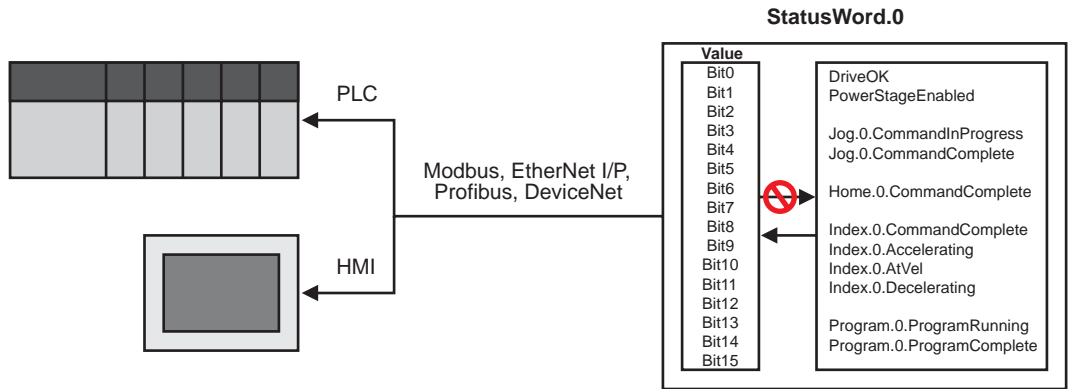 StatusWord.0
PLC
Modbus, EtherNet I/P,
Profibus, DeviceNet
HMI
Value
Bit0
Bit1
Bit2
Bit3
Bit4
Bit5
Bit6
Bit7
Bit8
Bit9
Bit10
Bit11
Bit12
Bit13
Bit14
Bit15
DriveOK
PowerStageEnabled
Jog.0.CommandInProgress
Jog.0.CommandComplete
Home.0.CommandComplete
Index.0.CommandComplete
Index.0.Accelerating
Index.0.AtVel
Index.0.Decelerating
Program.0.ProgramRunning
Program.0.ProgramComplete